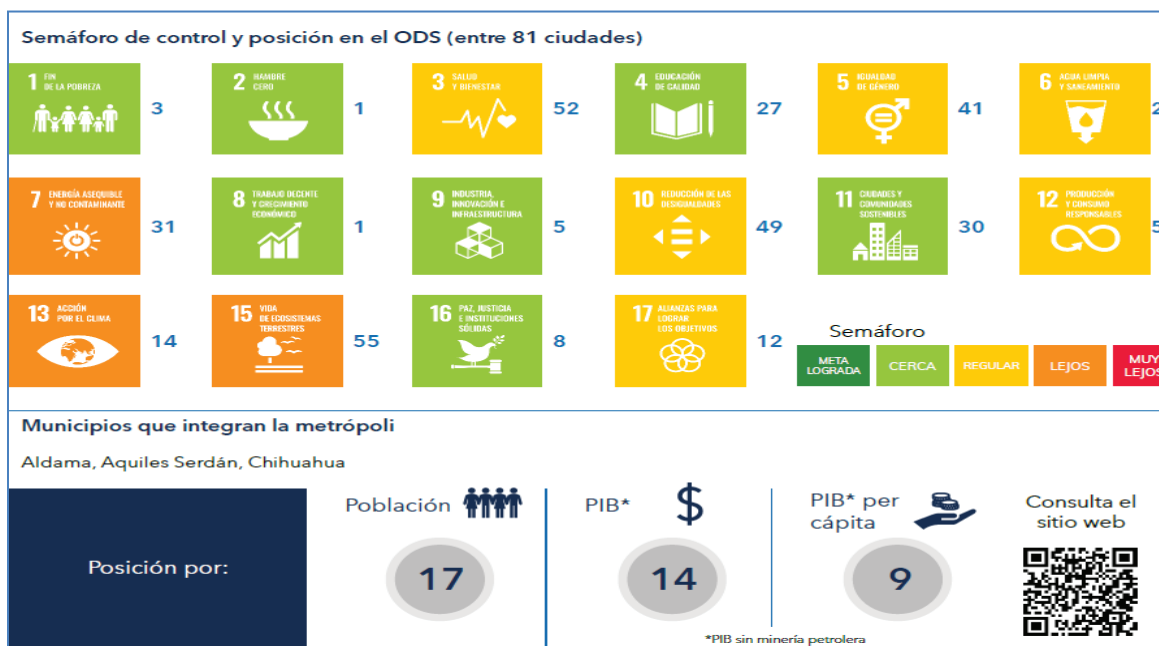 Semáforo de control y posición en el ODS (entre 81 ciudades)
1 FIN
DE LA POBREZA
3
2 HAMBRE
CERO
1
3 SALUD
Y BIENESTAR
52
4 EDUCACIÓN
DE CALIDAD
27
5 IGUALDAD
DE GÉNERO
41
6 AGUA LIMPIA
Y SANEAMIENTO
7 ENERGÍA ASEQUIBLE
Y NO CONTAMINANTE
31
8 TRABAJO DECENTE
Y CRECIMIENTO
ECONÓMICO
1
9 INDUSTRIA,
INNOVACIÓN E
INFRAESTRUCTURA
5
10 REDUCCIÓN DE LAS
DESIGUALDADES
49
11 CIUDADES Y
COMUNIDADES
SOSTENIBLES
30
12 PRODUCCIÓN
Y CONSUMO
RESPONSABLES
13 ACCIÓN
POR EL CLIMA
14
15 VIDA
DE ECOSISTEMAS
TERRESTRES
55
16 PAZ, JUSTICIA
E INSTITUCIONES
SÓLIDAS
8
17 ALIANZAS PARA
LOGRAR
LOS OBJETIVOS
12
Semáforo
META
LOGRADA
CERCA
REGULAR
LEJOS
MUY
LEJOS
Municipios que integran la metrópoli
Aldama, Aquiles Serdán, Chihuahua
Posición por:
Población
17
PIB*
$
14
PIB* per
cápita
9
Consulta el
sitio web
*PIB sin minería petrolera